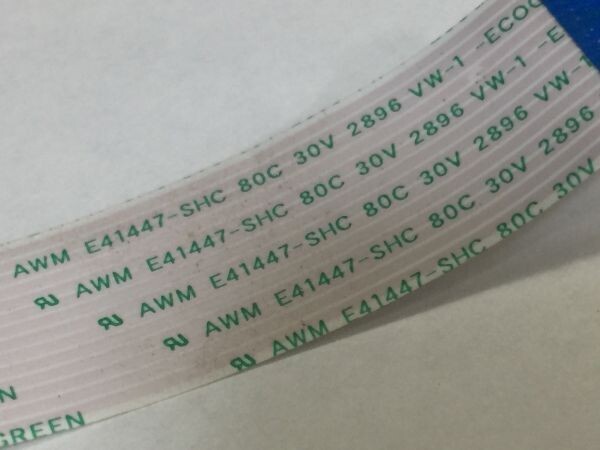 AWM E41447-SHC 80C 30V 2896 VW-1 -ECOG
AWM E41447-SHC 80C 30V 2896 VW-1 -E
AWM E41447-SHC 80C 30V 2896 VW-
AWM E41447-SHC 80C 30V 2896
AWM E41447-SHC 80C 30V
N
GREEN